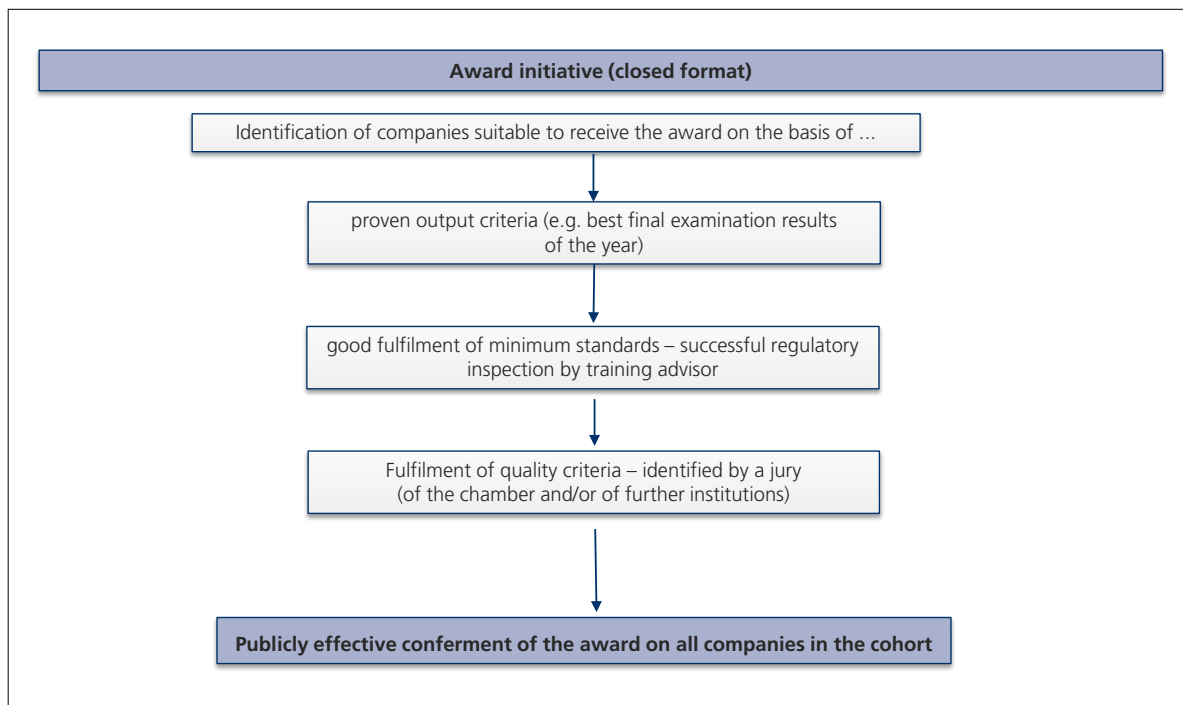 Award initiative (closed format)
Identification of companies suitable to receive the award on the basis of ...
proven output criteria (e.g. best final examination results
of the year)
good fulfilment of minimum standards – successful regulatory
inspection by training advisor
Fulfilment of quality criteria – identified by a jury
(of the chamber and/or of further institutions)
Publicly effective conferment of the award on all companies in the cohort